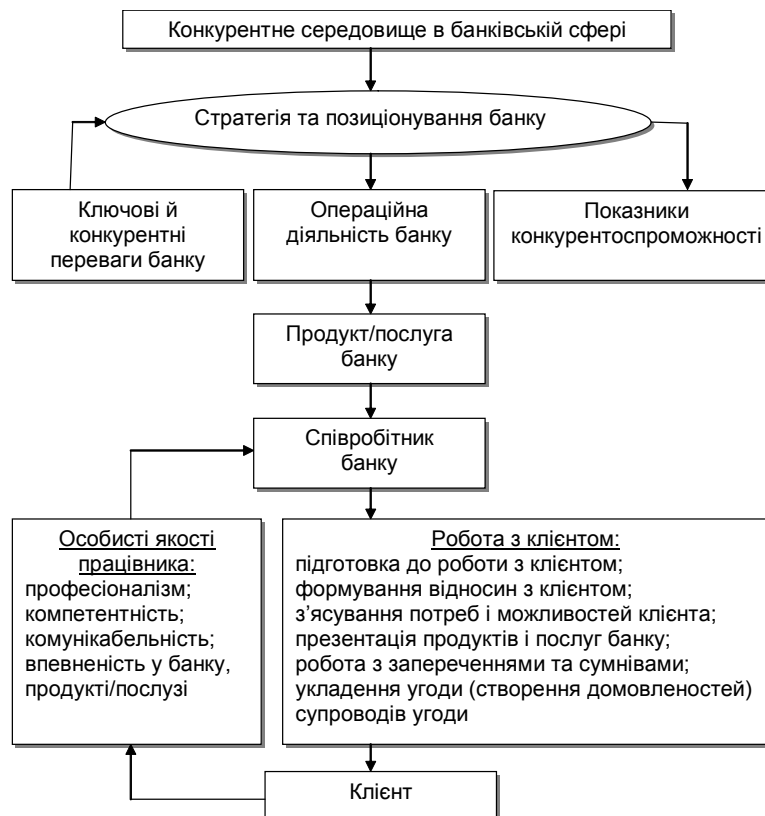 Конкурентне середовище в банківській сфері
Стратегія та позиціонування банку
Ключові й
конкурентні
переваги банку
Операційна
діяльність банку
Показники
конкурентоспроможності
Продукт/послуга
банку
Співробітник
банку
Особисті якості
працівника:
професіоналізм;
компетентність;
комунікабельність;
впевненість у банку,
продукті/послузі
Робота з клієнтом:
підготовка до роботи з клієнтом;
формування відносин з клієнтом;
з’ясування потреб і можливостей клієнта;
презентація продуктів і послуг банку;
робота з запереченнями та сумнівами;
укладення угоди (створення домовленостей)
супроводів угоди
Клієнт